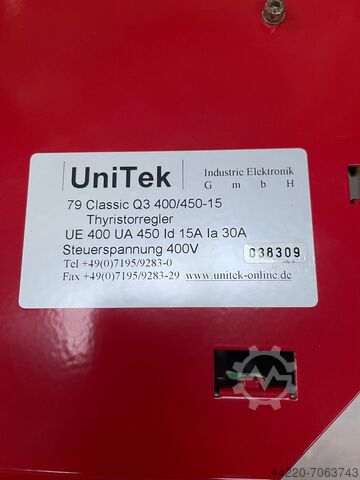 UniTek
Industrie Elektronik
G m b H
79 Classic Q3 400/450-15
Thyristorregler
UE 400 UA 450 Id 15A Ia 30A
Steuerspannung 400V
038309
Tel +49(0)7195/9283-0
Fax +49(0)7195/9283-29 www.unitek-online.de
44220-7063743